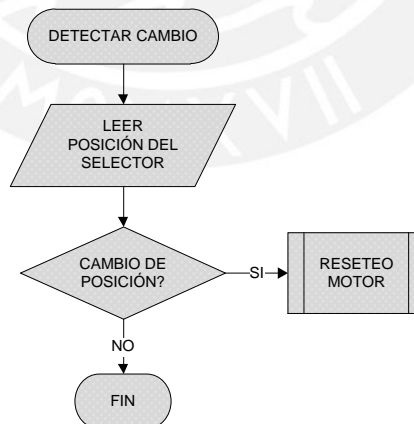 DETECTAR CAMBIO
LEER
POSICIÓN DEL
SELECTOR
CAMBIO DE
POSICIÓN?
SI
RESETEO
MOTOR
NO
FIN